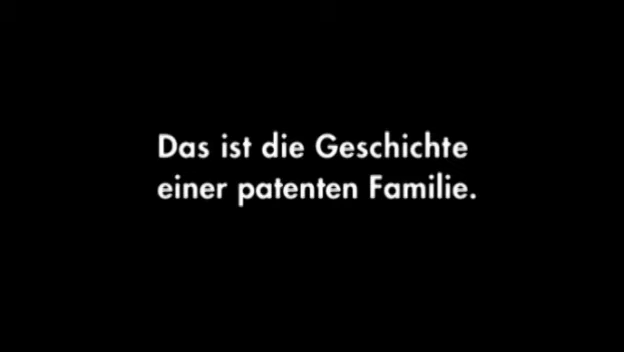 Das ist die Geschichte
einer patenten Familie.